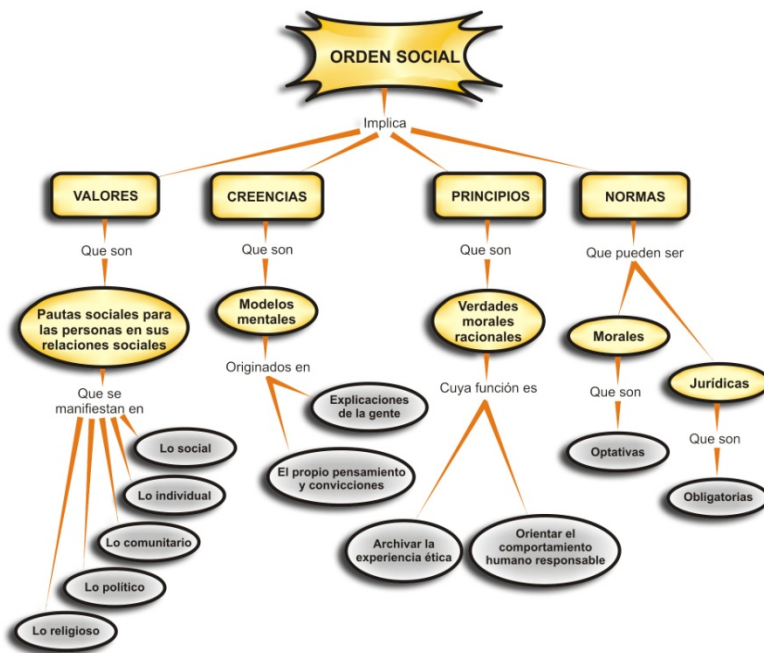 ORDEN SOCIAL
Implica
VALORES
CREENCIAS
PRINCIPIOS
NORMAS
Que son
Que son
Que son
Que pueden ser
Pautas sociales para
las personas en sus
relaciones sociales
Modelos
mentales
Verdades
morales
racionales
Morales
Jurídicas
Que se
manifiestan en
Originados en
Cuya función es
Que son
Que son
Explicaciones
de la gente
El propio pensamiento
y convicciones
Optativas
Obligatorias
Lo social
Lo individual
Lo comunitario
Lo político
Lo religioso
Archivar la
experiencia ética
Orientar el
comportamiento
humano responsable